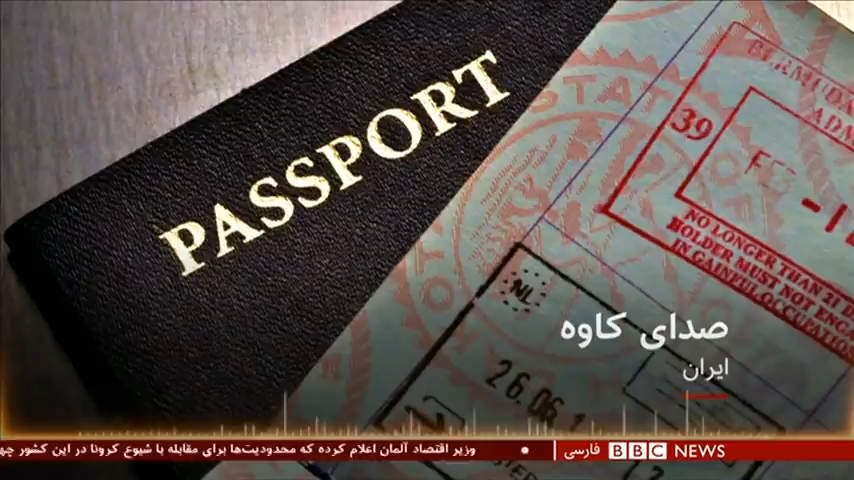 PASSPORT
BERMUDA
39
FEB
NO LONGER THAN 21
HOLDER MUST NOT
IN GAINFUL OCCUPATION
NL
26.06.1
صدای کاوه
ایران
وزیر اقتصاد آلمان اعلام کرده که محدودیت‌ها برای مقابله با شیوع کرونا در این کشور
BBC NEWS فارسی